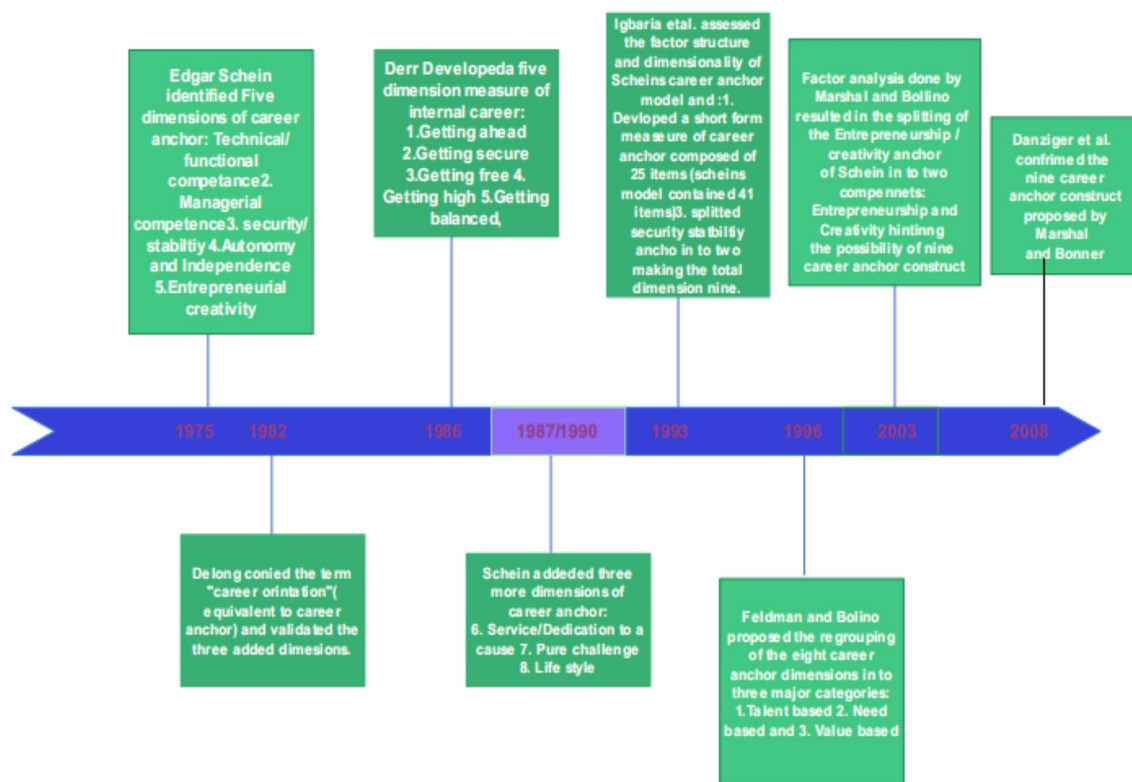 Edgar Schein
identified Five
dimensions of career
anchor: Technical/
functional
competance2.
Managerial
competence3. security/
stabiltiy 4.Autonomy
and Independence
5.Entrepreneurial
creativity
Derr Developeda five
dimension measure of
internal career:
1.Getting ahead
2.Getting secure
3.Getting free 4.
Getting high 5.Getting
balanced,
Igbaria etal. assessed
the factor structure
and dimensionality of
Scheins career anchor
model and :1.
Devloped a short form
measeure of career
anchor composed of
25 items (scheins
model contained 41
items)3. splitted
security statbiltiy
ancho in to two
making the total
dimension nine.
Factor analysis done by
Marshal and Bollino
resulted in the splitting of
the Entrepreneurship /
creativity anchor
of Schein in to two
compennets:
Entrepreneurship and
Creativity hintinng
the possibility of nine
career anchor construct
Danziger et al.
confrimed the
nine career
anchor construct
proposed by
Marshal
and Bonner
1975 1982 1986 1987/1990 1993 1996 2003 2008
Delong conied the term
"career orintation"(
equivalent to career
anchor) and validated the
three added dimesions.
Schein addeded three
more dimensions of
career anchor:
6. Service/Dedication to a
cause 7. Pure challenge
8. Life style
Feldman and Bolino
proposed the regrouping
of the eight career
anchor dimensions in to
three major categories:
1.Talent based 2. Need
based and 3. Value based